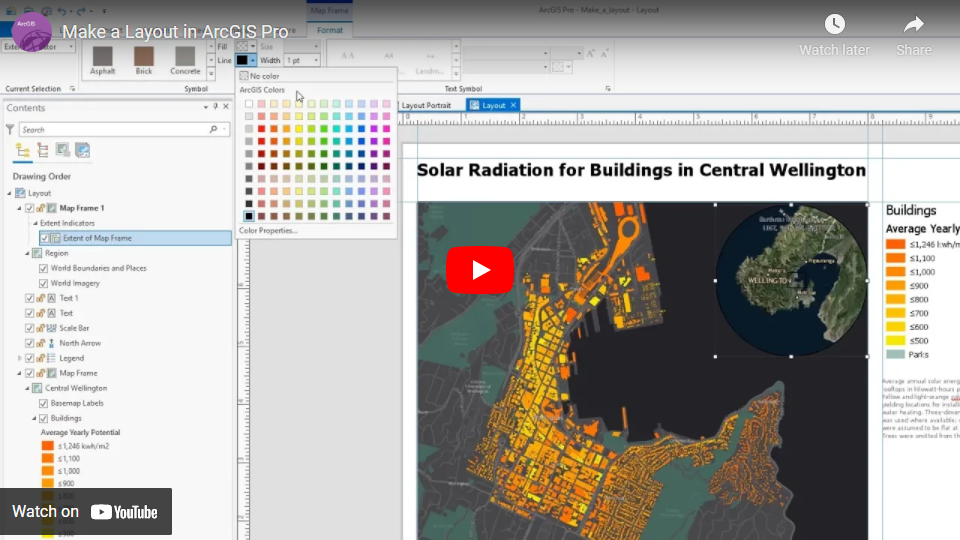 Map Frame
ArcGIS Pro - Make_a_layout - Layout
ArcGIS
Make a Layout in ArcGIS Pro
Format
Watch later
Share
Fill
Size
Line
Width
1 pt
Asphalt
Brick
Concrete
Current Selection
Symbol
Text Symbol
No color
ArcGIS Colors
Color Properties...
Contents
Search
Drawing Order
Layout
Map Frame 1
Extent Indicators
Extent of Map Frame
Region
World Boundaries and Places
World Imagery
Text 1
Text
Scale Bar
North Arrow
Legend
Map Frame
Central Wellington
Basemap Labels
Buildings
Average Yearly Potential
≤1,246 kwh/m2
≤1,100
≤1,000
≤900
Layout Portrait
Layout
Solar Radiation for Buildings in Central Wellington
WELLINGTON
Buildings
Average Yearly
≤1,246 kwh/m
≤1,100
≤1,000
≤900
≤800
≤700
≤600
≤500
Parks
Watch on YouTube